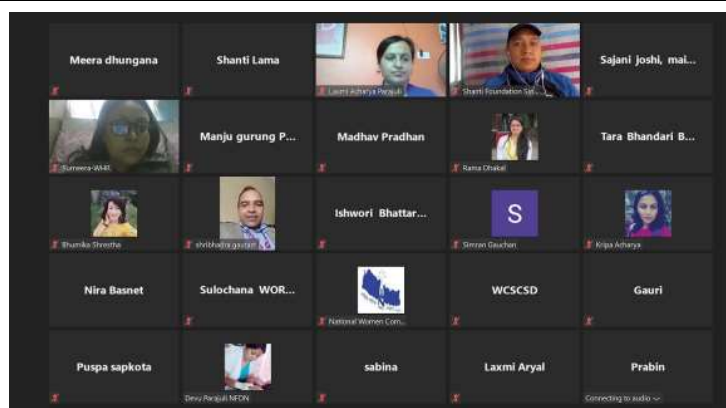 Meera dhungana
Shanti Lama
Laxmi Acharya Parajuli
Shanti Foundation Sas...
Sajani joshi, mai...
Sumeera-WHR
Manju gurung P...
Madhav Pradhan
Rama Dhakal
Tara Bhandari B...
Bhumika Shrestha
shribhadra gautam
Ishwori Bhattar...
S
Simran Gauchan
Kripa Acharya
Nira Basnet
Sulochana WOR...
National Women Com...
WCSCSD
Gauri
Puspa sapkota
Devu Parajuli NFDN
sabina
Laxmi Aryal
Prabin
Connecting to audio